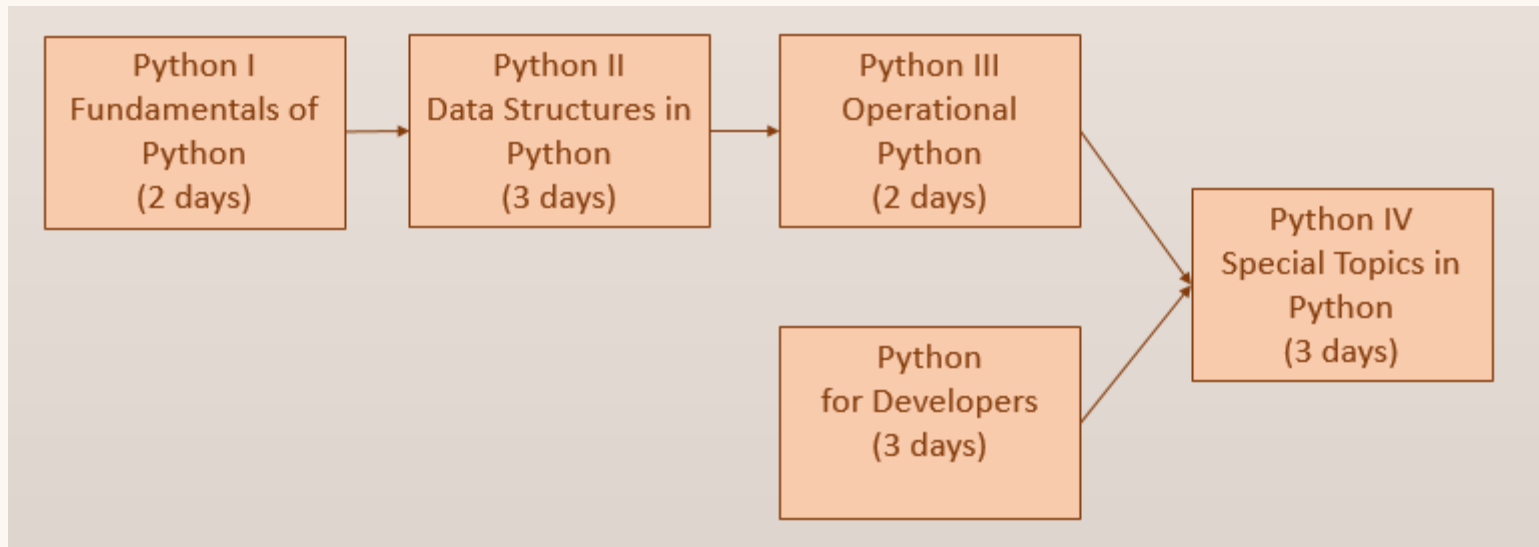 Python I
Fundamentals of
Python
(2 days)
Python II
Data Structures in
Python
(3 days)
Python III
Operational
Python
(2 days)
Python IV
Special Topics in
Python
(3 days)
Python
for Developers
(3 days)